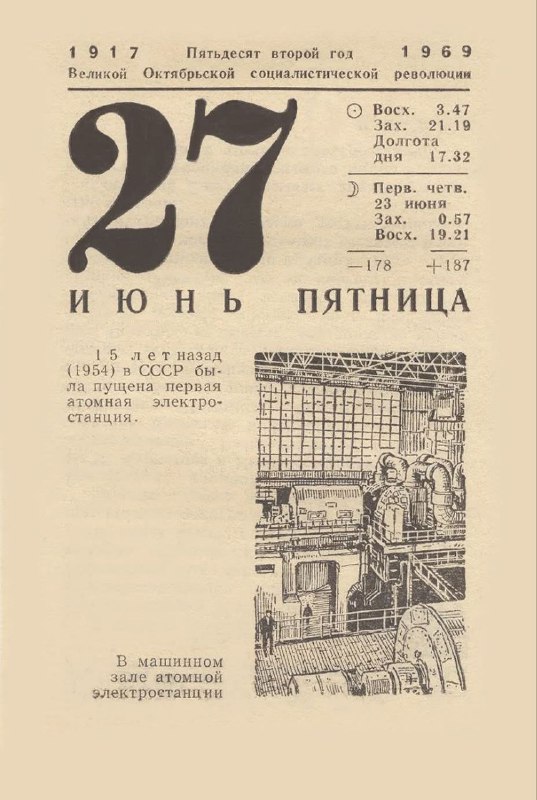 1917 Пятьдесят второй год 1969
Великой Октябрьской социалистической революции
27
Восх. 3.47
Зах. 21.19
Долгота
дня 17.32
Перв. четв.
23 июня
Зах. 0.57
Восх. 19.21
—178 +187
ИЮНЬ ПЯТНИЦА
15 лет назад
(1954) в СССР бы-
ла пущена первая
атомная электро-
станция.
В машинном
зале атомной
электростанции